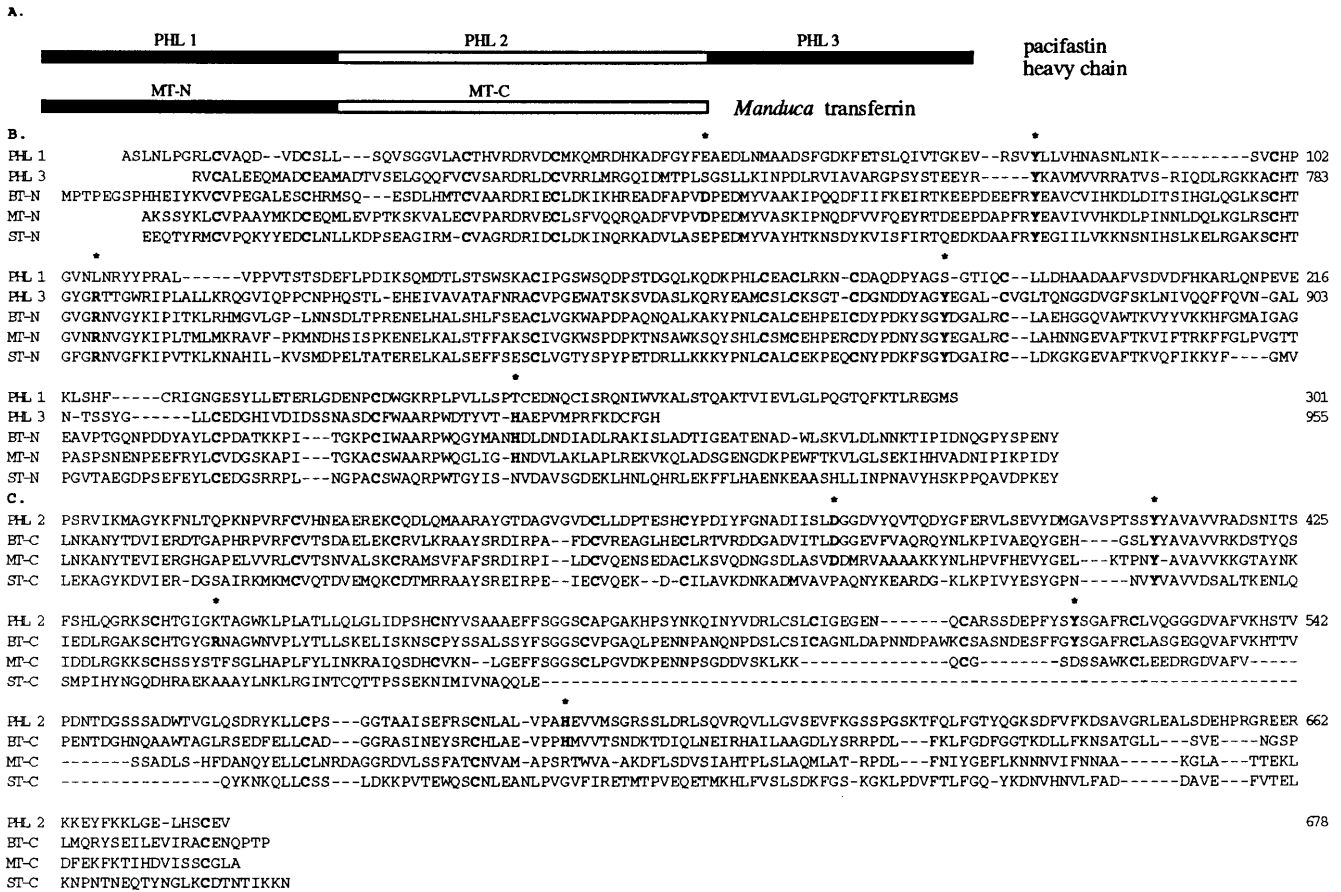 A.
PHL 1 PHL 2 PHL 3 pacifastin
heavy chain
MT-N MT-C Manduca transferrin
B.
* *
PHL 1 ASLNLPGRLCVAQD--VDCSLL---SQVSGGVLACTHVRDRVDCMKQMRDHKADFGYFEAEDLNMAADSFGDKFETSLQIVTGKEV--RSVYLLVHNASNLNIK-----SVCHP 102
PHL 3 RVCALEEQMADCEAMADTVSELGQQFVCVSARDRLDCVRRLMRGQIDMTPLSGSLLKINPDLRVIAVARGPSYSTEEYR----YKAVMVVRRATVS-RIQDLRGKKACHT 783
BT-N MPTPEGSPHHEIYKVCVPEGALESCHRMSQ---ESDLHMTCVAARDRIECLDKIKHREADFAPVDPEDMYVAAKIPQQDFIIFKEIRTKEEPDEEFRYEAVCVIHKDLDITSIHGLQGLKSCHT
MT-N AKSSYKLCVPAAYMKDCEQMLEVPTKSKVALECVPARDRVECLSFVQQRQADFVPVDPEDMYVASKIPNQDFVVFQEYRTDEEPDAPFRYEAVIVVHKDLPINNLDQLKGLRSCHT
ST-N EEQTYRMCVPQKYYEDCLNLLKDPSEAGIRM-CVAGRDRIDCLDKINQRKADVLASEPEDMYVAYHTKNSDYKVISFIRTQEDKDAAFRYEGIILVKKNSNIHSLKELRGAKSCHT
* *
PHL 1 GVNLNRYYPRAL------VPPVTSTSDEFLPDIKSQMDTLSTSWSKACIPGSWSQDPSTDGQLKQDKPHLCEACLRKN-CDAQDPYAGS-GTIQC--LLDHAADAAFVSDVDFHKARLQNPEVE 216
PHL 3 GYGRTTGWRIPLALLKRQGVIQPPCNPHQSTL-EHEIVAVATAFNRACVPGEWATSKSVDASLKQRYEAMCSLCKSGT-CDGNDDYAGYEGAL-CVGLTQNGGDVGFSKLNIVQQFFQVN-GAL 903
BT-N GVGRNVGYKIPITKLRHMGVLGP-LNNSDLTPRENELHALSHLFSEACLVGKWAPDPAQNQALKAKYPNLCALCEHPEICDYPDKYSGYDGALRC--LAEHGGQVAWTKVYYVKKHFGMAIGAG
MT-N GVNRNVGYKIPLTMLMKRAVF-PKMNDHSISPKENELKALSTFFAKSCIVGKWSPDPKTNSAWKSQYSHLCSMCEHPERCDYPDNYSGYEGALRC--LAHNNGEVAFTKVIFTRKFFGLPVGTT
ST-N GFGRNVGFKIPVTKLKNAHIL-KVSMDPELTATERELKALSEFFSESCLVGTYSPYPETDRLLKKKYPNLCALCEKPEQCNYPDKFSGYDGAIRC--LDKGKGEVAFTKVQFIKKYF---GMV
*
PHL 1 KLSHF-----CRIGNGESYLLETERLGDENPCDWGKRPLPVLLSPTCEDNQCISRQNIWVKALSTQAKTVIEVLGLPQGTQFKTLREGMS 301
PHL 3 N-TSSYG------LLCEDGHIVDIDSSNASDCFWAARPWDTYVT-HAEPVMPRFKDCFGH 955
BT-N EAVPTGQNPDDYAYLCPDATKKPI---TGKPCIWAARPWQGYMANHDLDNDIADLRAKISLADTIGEATENAD-WLSKVLDLNNKTIPIDNQGPYSPENY
MT-N PASPSNENPEEFRYLCVDGSKAPI---TGKACSWAARPWQGLIG-HNDVLAKLAPLREKVKQLADSGENGDKPEWFTKVLGLSEKIHHVADNIPIKPIDY
ST-N PGVTAEGDPSEFEYLCEDGSRRPL---NGPACSWAQRPWTGYIS-NVDAVSGDEKLHNLQHRLEKFFLHAENKEAASHLLINPNAVYHSKPPQAVDPKEY
C.
* *
PHL 2 PSRVIKMAGYKFNLTQPKNPVRFCVHNEAEREKCQDLQMAARAYGTDAGVGVDCLLDPTESHCYPDIYFGNADIISLDGGDVYQVTQDYGFERVLSEVYDMGAVSPTSSYYAVAVVRADSNITS 425
BT-C LNKANYTDVIERDTGAPHRPVRFCVTSDAELEKCRVLKRAAYSRDIRPA--FDCVREAGLHECLRTVRDDGADVITLDGGEVFVAQRQYNLKPIVAEQYGEH----GSLYYAVAVVRKDSTYQS
MT-C LNKANYTEVIERGHGAPELVVRLCVTSNVALSKCRAMSVFAFSRDIRPI--LDCVQENSEDACLKSVQDNGSDLASVDDMRVAAAAKKYNLHPVFHEVYGEL---KTPNYAVAVVKKGTAYNK
ST-C LEKAGYKDVIER-DGSAIRKMKMCVQTDVEMQKCDTMRRAAYSREIRPE--IECVQEK--D-CILAVKDNKADMVAVPAQNYKEARDG-KLKPIVYESYGPN----NVYVAVVDSALTKENLQ
* *
PHL 2 FSHLQGRKSCHTGIGKTAGWKLPLATLLQLGLIDPSHCNYVSAAAEFFSGGSCAPGAKHPSYNKQINYVDRLCSLCIGEGEN-------QCARSSDEPFYSYSGAFRCLVQGGGDVAFVKHSTV 542
BT-C IEDLRGAKSCHTGYGRNAGWNVPLYTLLSKELISKNSCPYSSALSSYFSGGSCVPGAQLPENNPANQNPDSLCSICAGNLDAPNNDPAWKCSASNDESFFGYSGAFRCLASGEGQVAFVKHTTV
MT-C IDDLRGKKSCHSSYSTFSGLHAPLFYLINKRAIQSDHCVKN--LGEFFSGGSCLPGVDKPENNPSGDDVSKLKK---------------QCG-------SDSSAWKCLEEDRGDVAFV-----
ST-C SMPIHYNGQDHRAEKAAAYLNKLRGINTCQTTPSSEKNIMIVNAQQLE----------------------------------------------------------------------------
*
PHL 2 PDNTDGSSSADWTVGLQSDRYKLLCPS---GGTAAISEFRSCNLAL-VPAHEVVMSGRSSLDRLSQVRQVLLGVSEVFKGSSPGSKTFQLFGTYQGKSDFVFKDSAVGRLEALSDEHPRGREER 662
BT-C PENTDGHNQAAWTAGLRSEDFELLCAD---GGRASINEYSRCHLAEV-PPHMVVTSNDKTDIQLNEIRHAILAAGDLYSRRPDL---FKLFGDFGGTKDLLFKNSATGLL---SVE---NGSP
MT-C -------SSADLS-HFDANQYELLCLNRDAGGRDVLSSFATCNVAM-APSRTWVA-AKDFLSDVSIAHTPLSLAQMLAT-RPDL---FNIYGEFLKNNNVIFNNAA----KGLA---TTEKL
ST-C ----------------QYKNKQLLCSS---LDKKPVTEWQSCNLEANLPVGVFIRETMTPVEQETMKHLFVSLSDKFGS-KGKLPDVFTLFGQ-YKDNVHNVLFAD-----DAVE---FVTEL
PHL 2 KKEYFKKLGE-LHSCEV 678
BT-C LMQRYSEILEVIRACENQPTP
MT-C DFEKFKTIHDVISSCGLA
ST-C KNPNTNEQTYNGLKCDTNTIKKN